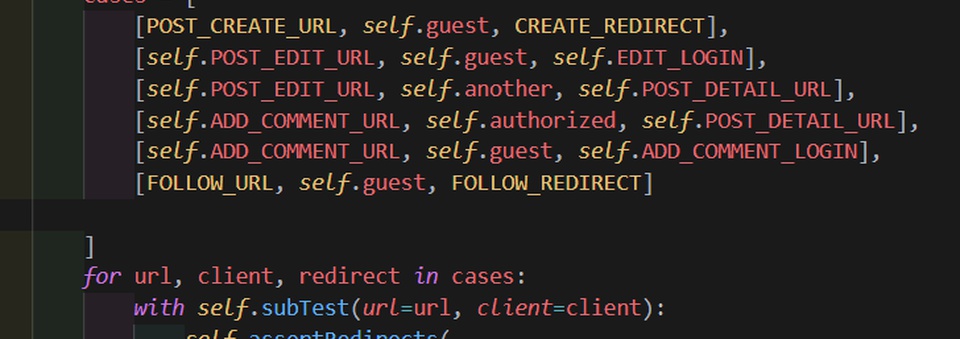 cases = [
[POST_CREATE_URL, self.guest, CREATE_REDIRECT],
[self.POST_EDIT_URL, self.guest, self.EDIT_LOGIN],
[self.POST_EDIT_URL, self.another, self.POST_DETAIL_URL],
[self.ADD_COMMENT_URL, self.authorized, self.POST_DETAIL_URL],
[self.ADD_COMMENT_URL, self.guest, self.ADD_COMMENT_LOGIN],
[FOLLOW_URL, self.guest, FOLLOW_REDIRECT]
]
for url, client, redirect in cases:
with self.subTest(url=url, client=client):
self.assertRedirects(